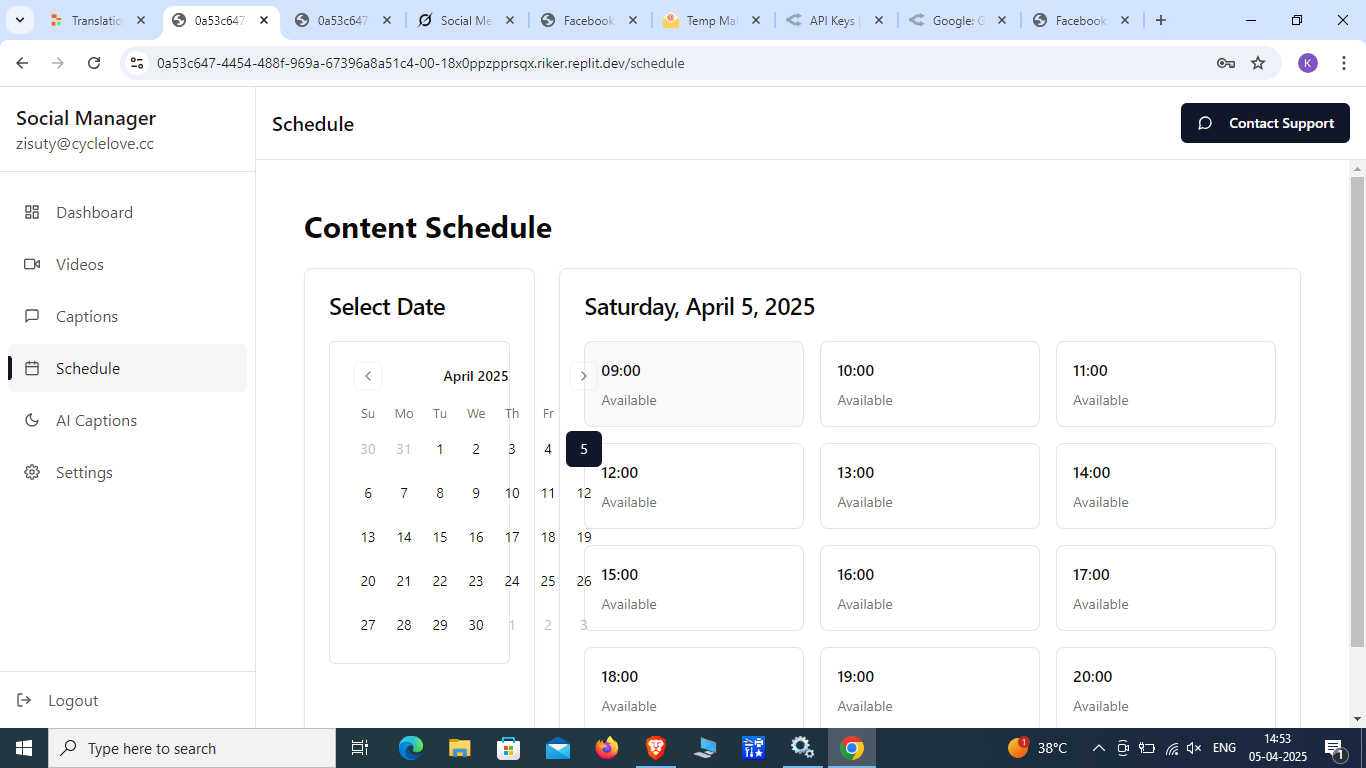 Translatio
0a53c647
0a53c647
Social Me
Facebook
Temp Mai
API Keys |
Google: G
Facebook
0a53c647-4454-488f-969a-67396a8a51c4-00-18x0ppzpprsqx.riker.replit.dev/schedule
K
Social Manager
zisuty@cyclelove.cc
Schedule
Contact Support
Dashboard
Videos
Captions
Schedule
AI Captions
Settings
Logout
Content Schedule
Select Date
April 2025
Su Mo Tu We Th Fr
30 31 1 2 3 4 5
6 7 8 9 10 11 12
13 14 15 16 17 18 19
20 21 22 23 24 25 26
27 28 29 30 1 2 3
Saturday, April 5, 2025
09:00 10:00 11:00
Available Available Available
12:00 13:00 14:00
Available Available Available
15:00 16:00 17:00
Available Available Available
18:00 19:00 20:00
Available Available Available
Type here to search
1
38°C
ENG
14:53
05-04-2025
1